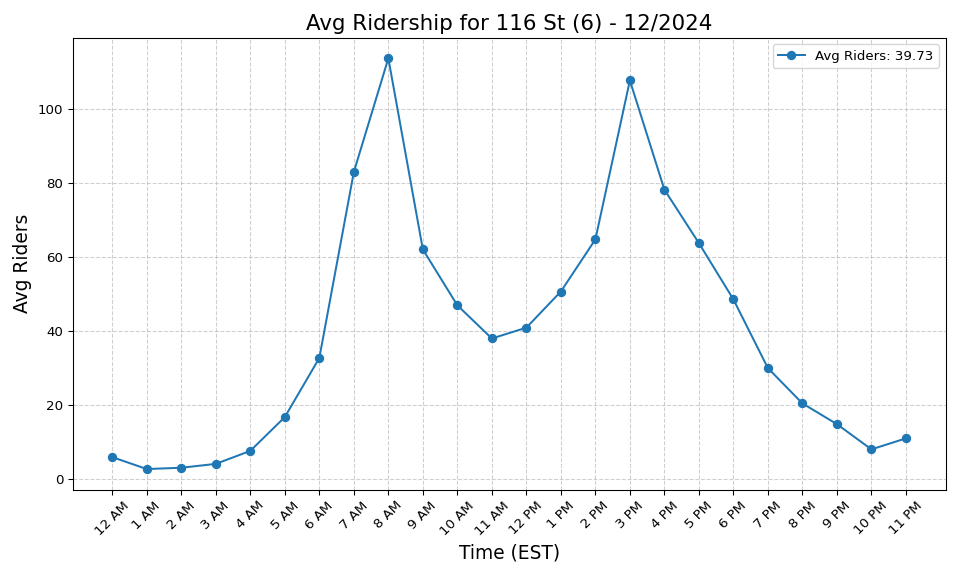 Avg Ridership for 116 St (6) - 12/2024
Avg Riders: 39.73
Avg Riders
100
80
60
40
20
0
12 AM
1 AM
2 AM
3 AM
4 AM
5 AM
6 AM
7 AM
8 AM
9 AM
10 AM
11 AM
12 PM
1 PM
2 PM
3 PM
4 PM
5 PM
6 PM
7 PM
8 PM
9 PM
10 PM
11 PM
Time (EST)